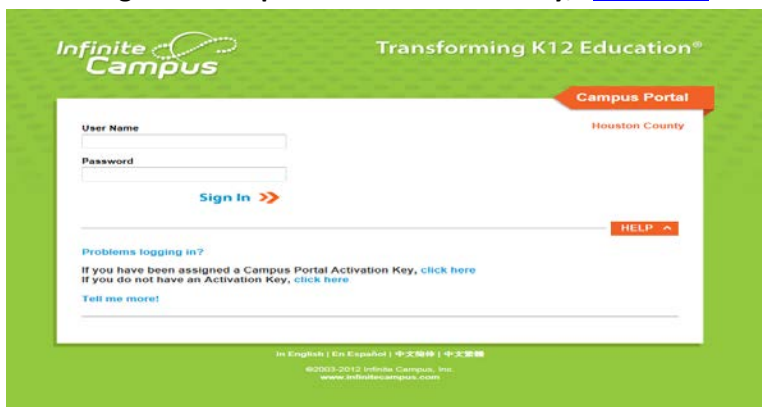 Infinite
Campus
Transforming K12 Education®
Campus Portal
Houston County
User Name
Password
Sign In
HELP
Problems logging in?
If you have been assigned a Campus Portal Activation Key, click here
If you do not have an Activation Key, click here
Tell me more!
In English | En Español | 中文简体 | 中文繁體
©2003-2012 Infinite Campus, Inc.
www.infinitecampus.com